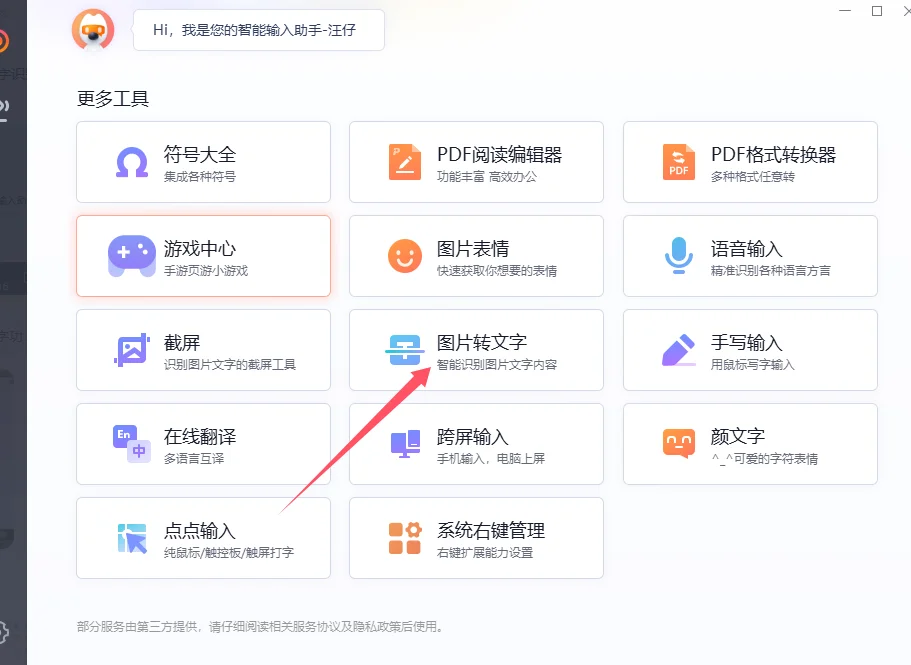 Hi，我是您的智能输入助手-汪仔
更多工具
符号大全
集成各种符号
PDF阅读编辑器
功能丰富 高效办公
PDF
PDF格式转换器
多种格式任意转
游戏中心
手游页游小游戏
图片表情
快速获取你想要的表情
语音输入
精准识别各种语言方言
截屏
识别图片文字的截屏工具
图片转文字
智能识别图片文字内容
手写输入
用鼠标写字输入
En
中
在线翻译
多语言互译
跨屏输入
手机输入，电脑上屏
颜文字
^_^可爱的字符表情
点点输入
纯鼠标/触控板/触屏打字
系统右键管理
右键扩展能力设置
部分服务由第三方提供，请仔细阅读相关服务协议及隐私政策后使用。